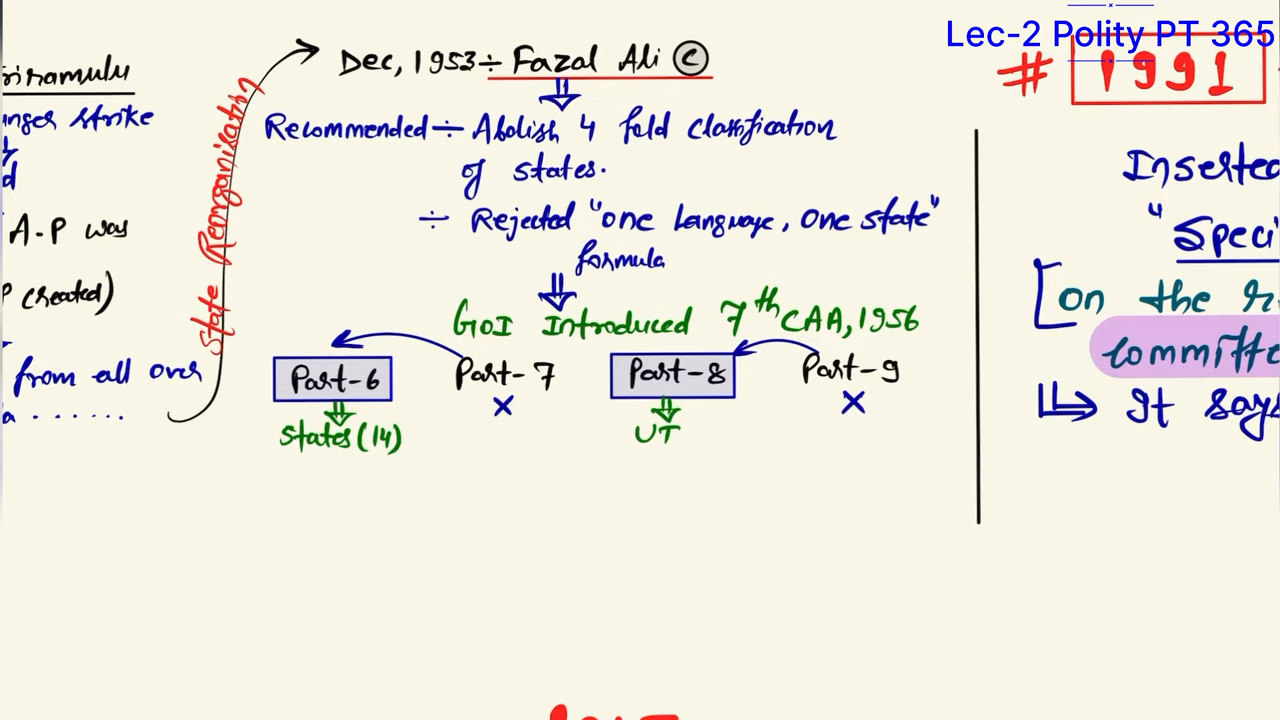 Lec-2 Polity PT 365
Dec, 1953÷ Fazal Ali C
# 1991
strike
Recommended÷ Abolish 4 fold classification
of states.
State Reorganisation
÷ Rejected "one language, one state"
formula
A.P was
created)
GoI Introduced 7th CAA, 1956
from all over
Part-6 Part-7 Part-8 Part-9
x x
States (14) UT
Inserted
"Speci
[on the
committe
It says